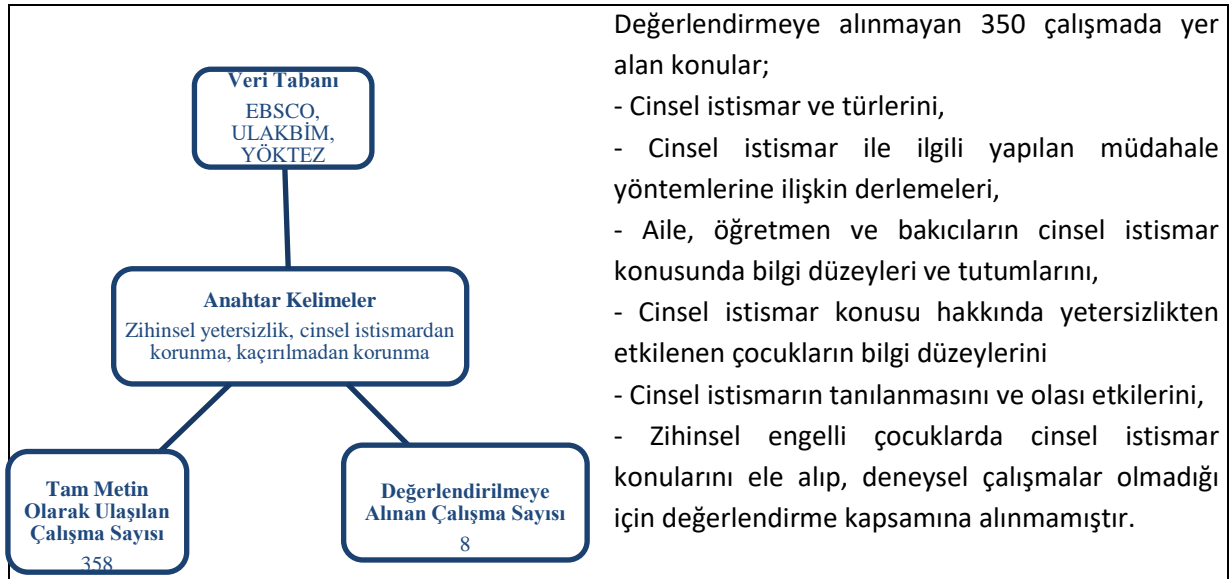 Veri Tabanı
EBSCO,
ULAKBİM,
YÖKTEZ
Anahtar Kelimeler
Zihinsel yetersizlik, cinsel istismardan
korunma, kaçırılmadan korunma
Tam Metin
Olarak Ulaşılan
Çalışma Sayısı
358
Değerlendirilmeye
Alınan Çalışma Sayısı
8
Değerlendirmeye alınmayan 350 çalışmada yer
alan konular;
- Cinsel istismar ve türlerini,
- Cinsel istismar ile ilgili yapılan müdahale
yöntemlerine ilişkin derlemeleri,
- Aile, öğretmen ve bakıcıların cinsel istismar
konusunda bilgi düzeyleri ve tutumlarını,
- Cinsel istismar konusu hakkında yetersizlikten
etkilenen çocukların bilgi düzeylerini
- Cinsel istismarın tanılanmasını ve olası etkilerini,
- Zihinsel engelli çocuklarda cinsel istismar
konularını ele alıp, deneysel çalışmalar olmadığı
için değerlendirme kapsamına alınmamıştır.